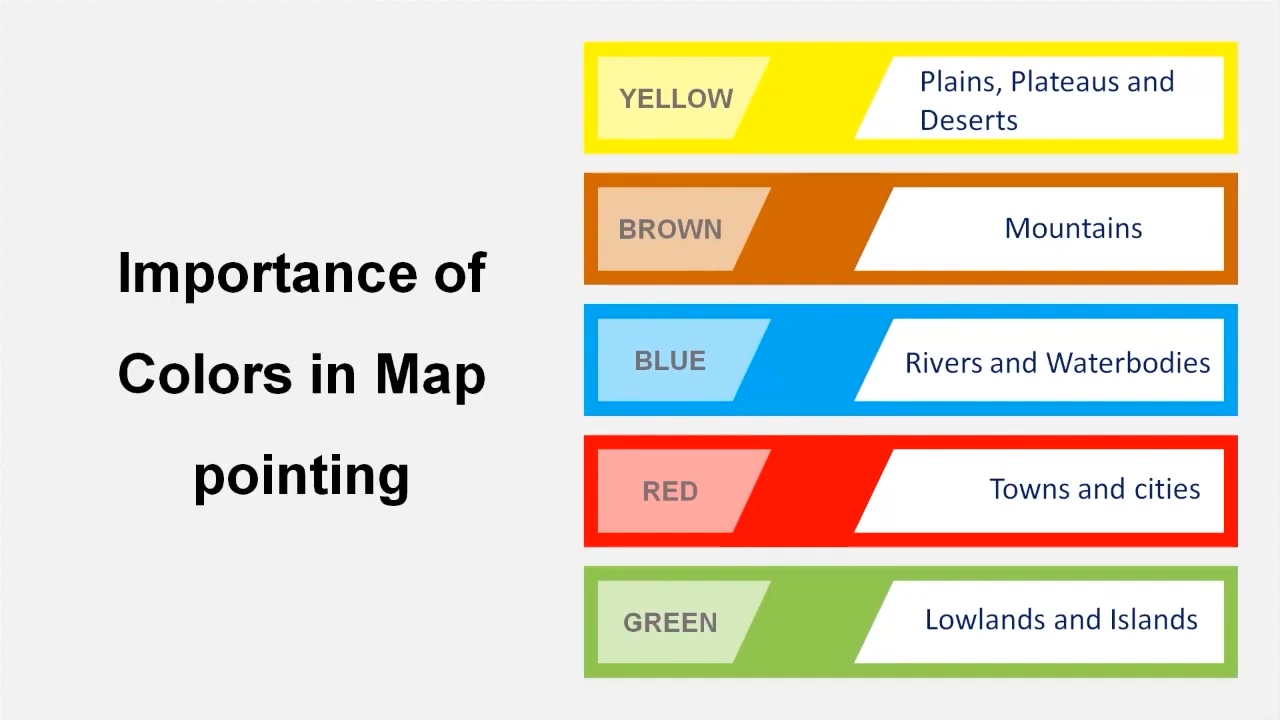 Importance of
Colors in Map
pointing
YELLOW
Plains, Plateaus and
Deserts
BROWN
Mountains
BLUE
Rivers and Waterbodies
RED
Towns and cities
GREEN
Lowlands and Islands